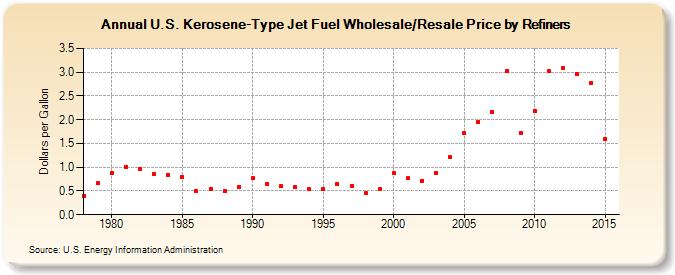 Annual U.S. Kerosene-Type Jet Fuel Wholesale/Resale Price by Refiners
Dollars per Gallon
3.5
3.0
2.5
2.0
1.5
1.0
0.5
0.0
1980 1985 1990 1995 2000 2005 2010 2015
Source: U.S. Energy Information Administration